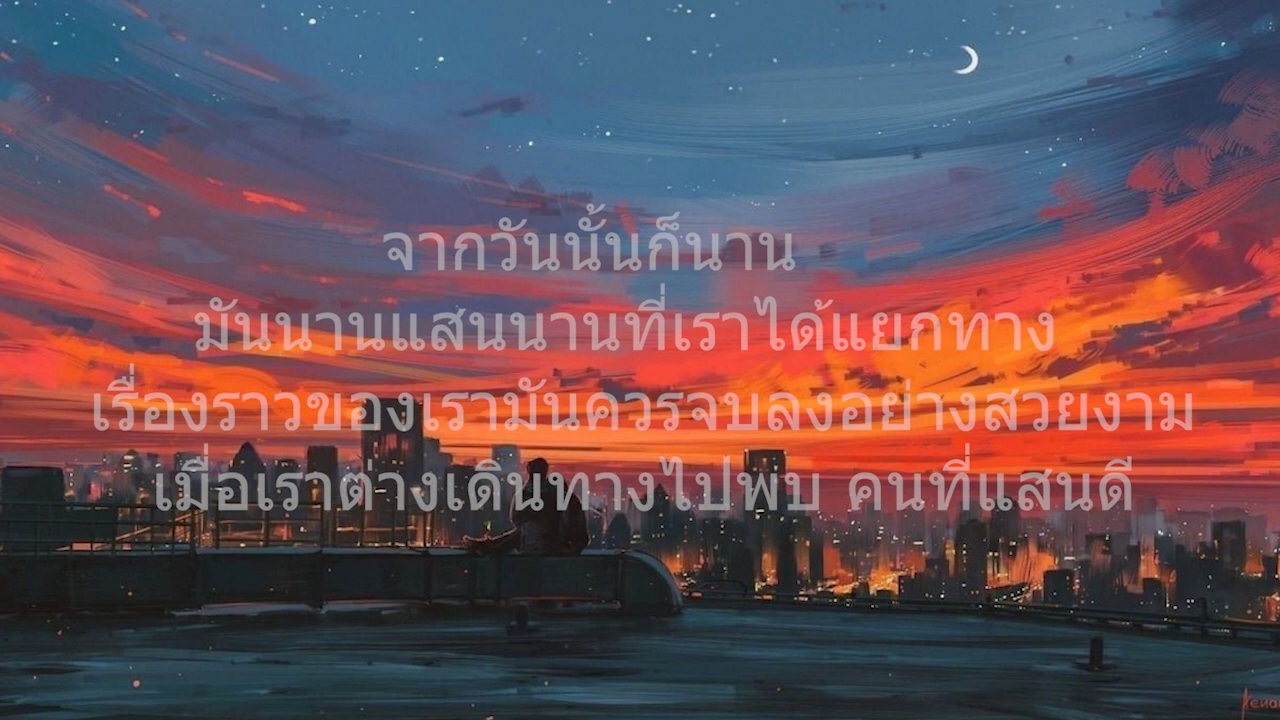 จากวันนั้นก็นาน
มันนานแสนนานที่เราได้แยกทาง
เรื่องราวของเรามันควรจบลงอย่างสวยงาม
เมื่อเราต่างเดินทางไปพบ คนที่แสนดี